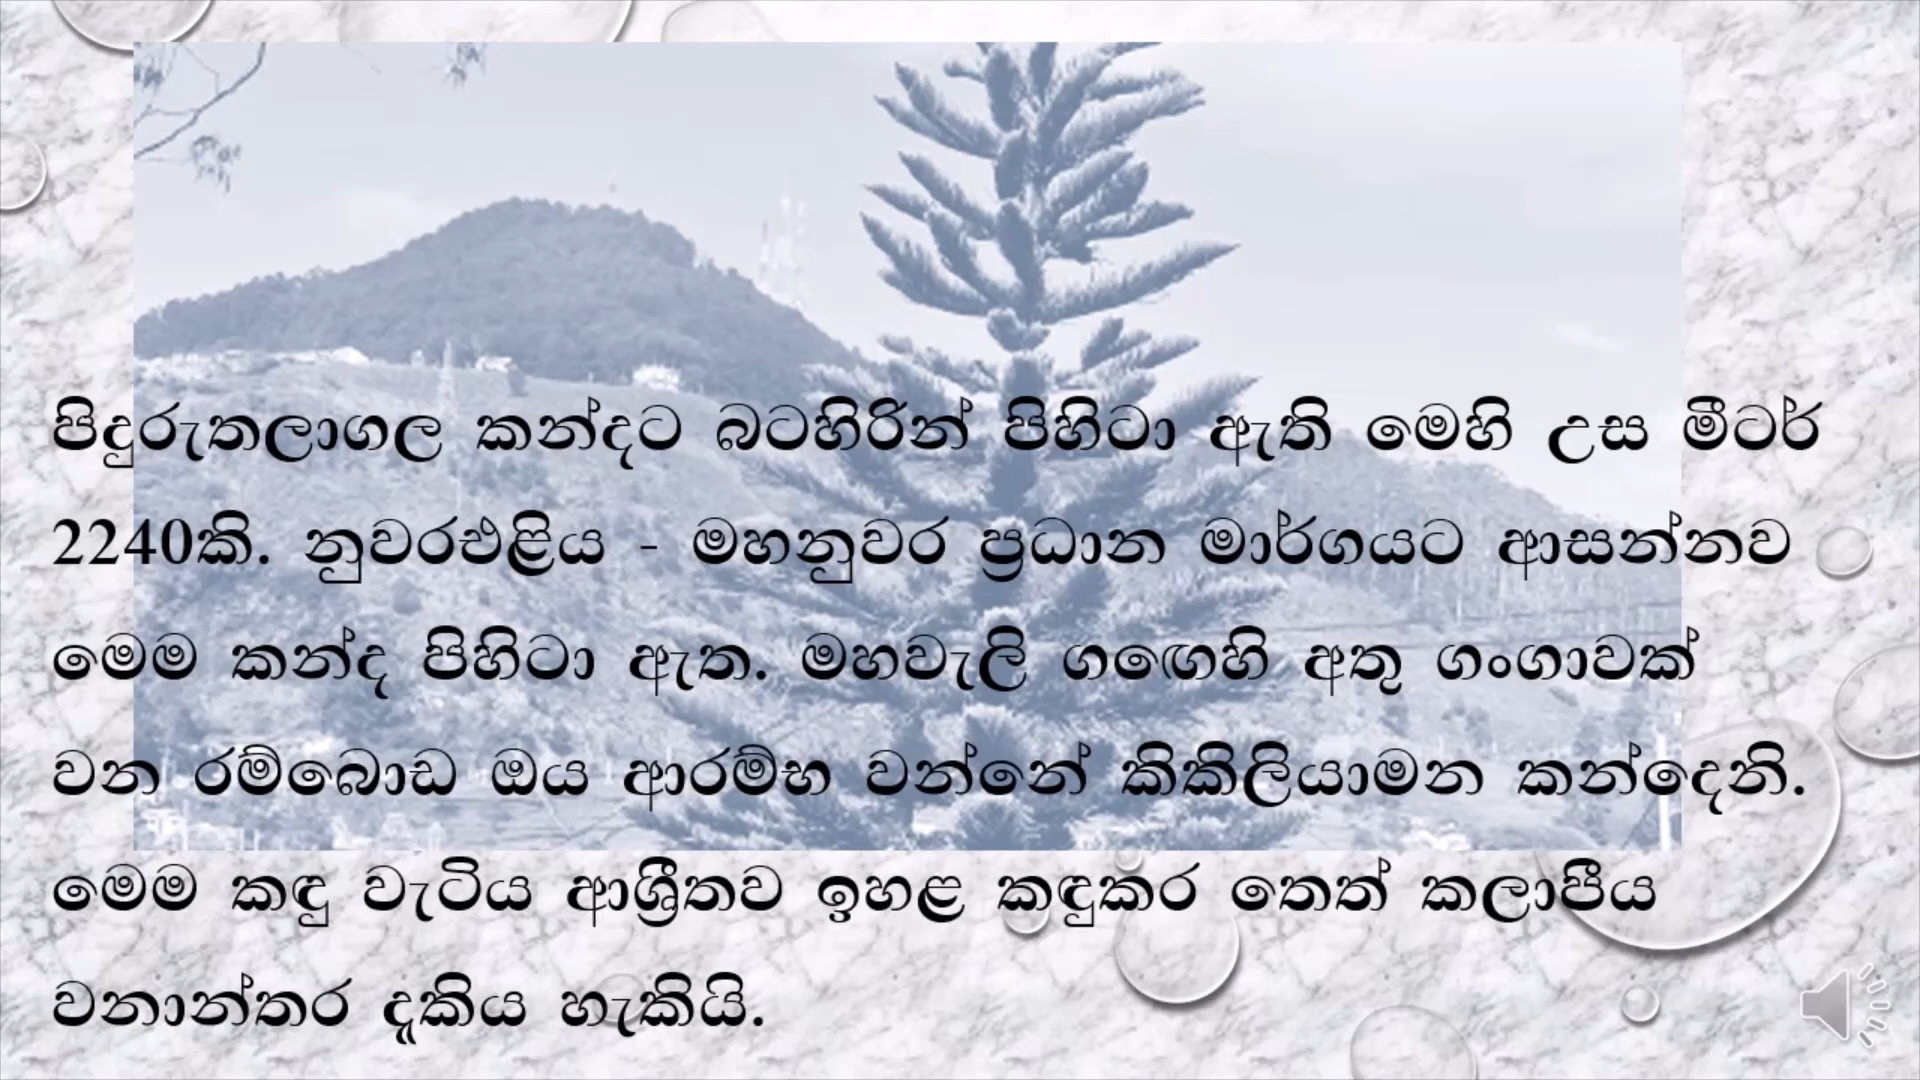 පිදුරුතලාගල කන්දට බටහිරින් පිහිටා ඇති මෙහි උස මීටර්
2240කි. නුවරඑළිය - මහනුවර ප්‍රධාන මාර්ගයට ආසන්නව
මෙම කන්ද පිහිටා ඇත. මහවැලි ගඟෙහි අතු ගංගාවක්
වන රම්බොඩ ඔය ආරම්භ වන්නේ කිකිලියාමන කන්දෙනි.
මෙම කඳු වැටිය ආශ්‍රීතව ඉහළ කඳුකර තෙත් කලාපීය
වනාන්තර දැකිය හැකියි.